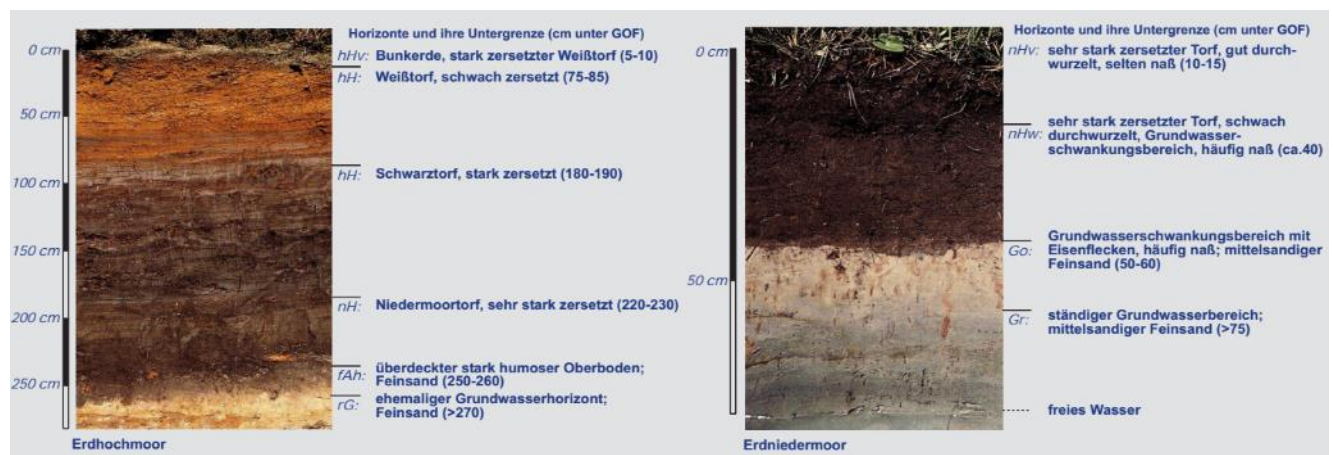 Horizonte und ihre Untergrenze (cm unter GOF)
0 cm
hHv: Bunkerde, stark zersetzter Weißtorf (5-10)
hH: Weißtorf, schwach zersetzt (75-85)
50 cm
100 cm
hH: Schwarztorf, stark zersetzt (180-190)
150 cm
nH: Niedermoortorf, sehr stark zersetzt (220-230)
200 cm
250 cm
fAh: überdeckter stark humoser Oberboden;
Feinsand (250-260)
rG: ehemaliger Grundwasserhorizont;
Feinsand (>270)
Erdhochmoor
Horizonte und ihre Untergrenze (cm unter GOF)
0 cm
nHv: sehr stark zersetzter Torf, gut durch-
wurzelt, selten naß (10-15)
nHw: sehr stark zersetzter Torf, schwach
durchwurzelt, Grundwasser-
schwankungsbereich, häufig naß (ca.40)
Go: Grundwasserschwankungsbereich mit
Eisenflecken, häufig naß; mittelsandiger
Feinsand (50-60)
50 cm
Gr: ständiger Grundwasserbereich;
mittelsandiger Feinsand (>75)
freies Wasser
Erdniedermoor